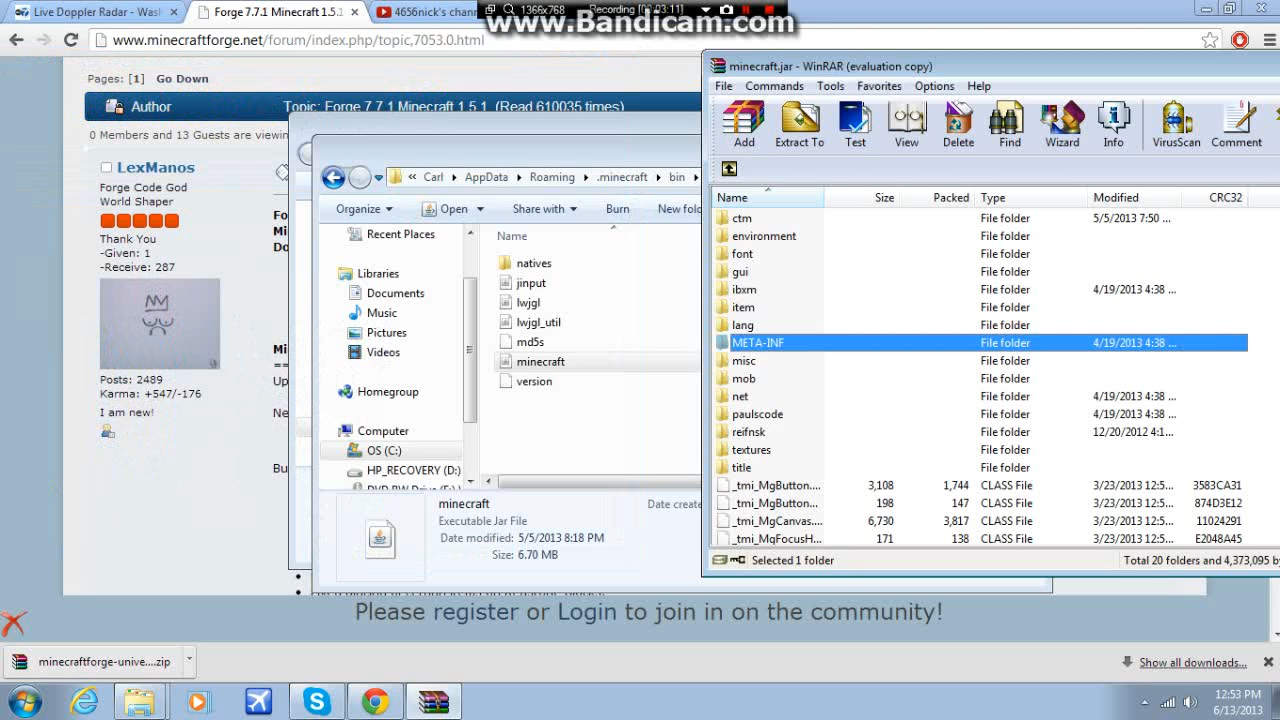 Live Doppler Radar - Was
Forge 7.7.1 Minecraft 1.5.1
4656nick's chan
1366x768
Recording [00:03:11]
www.Bandicam.com
www.minecraftforge.net/forum/index.php/topic,7053.0.html
Pages: [1] Go Down
Author
Topic: Forge 7.7.1 Minecraft 1.5.1 (Read 610035 times)
0 Members and 13 Guests are viewin
LexManos
Forge Code God
World Shaper
Thank You
-Given: 1
-Receive: 287
Posts: 2489
Karma: +547/-176
I am new!
Fo
Mi
Do
Mi
==
Up
Ne
Bu
« Carl AppData Roaming .minecraft bin
Organize Open Share with Burn New fold
Recent Places
Libraries
Documents
Music
Pictures
Videos
Homegroup
Computer
OS (C:)
HP_RECOVERY (D:)
Name
natives
jinput
lwjgl
lwjgl_util
md5s
minecraft
version
minecraft
Date create
Executable Jar File
Date modified: 5/5/2013 8:18 PM
Size: 6.70 MB
minecraft.jar - WinRAR (evaluation copy)
File Commands Tools Favorites Options Help
Add Extract To Test View Delete Find Wizard Info VirusScan Comment
Name Size Packed Type Modified CRC32
ctm File folder 5/5/2013 7:50 ...
environment File folder
font File folder
gui File folder
ibxm File folder 4/19/2013 4:38 ...
item File folder
lang File folder
META-INF File folder 4/19/2013 4:38 ...
misc File folder
mob File folder
net File folder 4/19/2013 4:38 ...
paulscode File folder 4/19/2013 4:38 ...
reifnsk File folder 12/20/2012 4:1...
textures File folder
title File folder
_tmi_MgButton.... 3,108 1,744 CLASS File 3/23/2013 12:5... 3583CA31
_tmi_MgButton... 198 147 CLASS File 3/23/2013 12:5... 874D3E12
_tmi_MgCanvas.... 6,730 3,817 CLASS File 3/23/2013 12:5... 11024291
_tmi_MgFocusH... 171 138 CLASS File 3/23/2013 12:5... E2048A45
Selected 1 folder
Total 20 folders and 4,373,095 by
Please register or Login to join in on the community!
minecraftforge-unive....zip
Show all downloads...
12:53 PM
6/13/2013